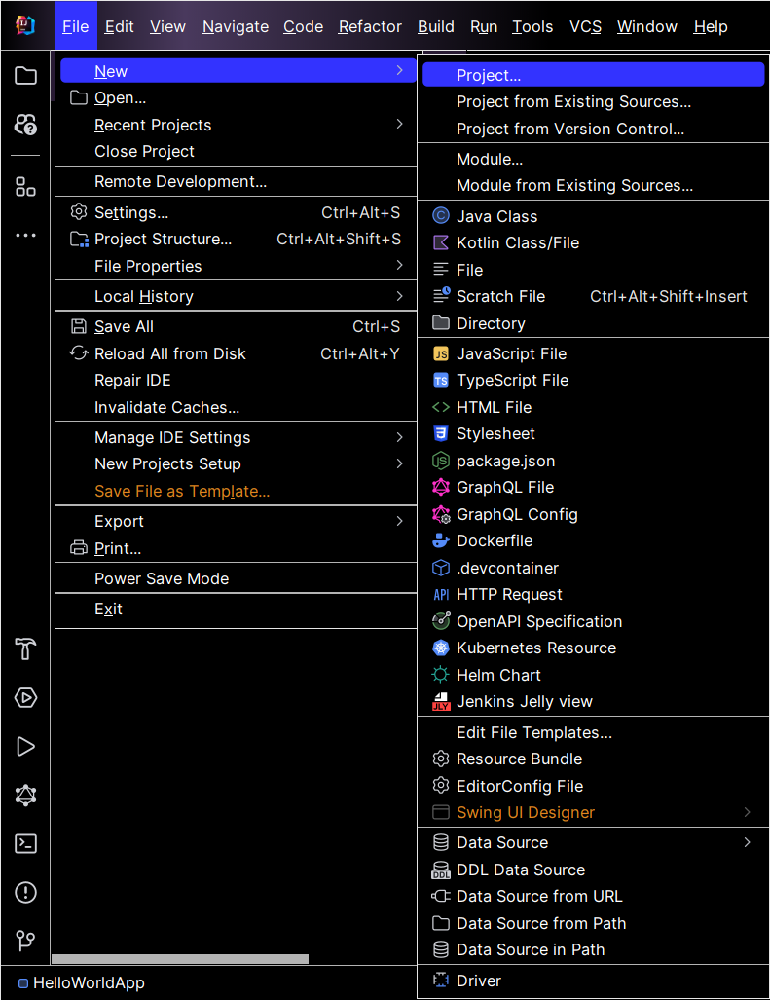 File Edit View Navigate Code Refactor Build Run Tools VCS Window Help
New
Open...
Recent Projects
Close Project
Remote Development...
Settings... Ctrl+Alt+S
Project Structure... Ctrl+Alt+Shift+S
File Properties
Local History
Save All Ctrl+S
Reload All from Disk Ctrl+Alt+Y
Repair IDE
Invalidate Caches...
Manage IDE Settings
New Projects Setup
Save File as Template...
Export
Print...
Power Save Mode
Exit
Project...
Project from Existing Sources...
Project from Version Control...
Module...
Module from Existing Sources...
Java Class
Kotlin Class/File
File
Scratch File Ctrl+Alt+Shift+Insert
Directory
JS JavaScript File
TS TypeScript File
HTML File
Stylesheet
JS package.json
GraphQL File
GraphQL Config
Dockerfile
.devcontainer
API HTTP Request
OpenAPI Specification
Kubernetes Resource
Helm Chart
JLY Jenkins Jelly view
Edit File Templates...
Resource Bundle
EditorConfig File
Swing UI Designer
Data Source
DDL DDL Data Source
Data Source from URL
Data Source from Path
Data Source in Path
Driver
HelloWorldApp